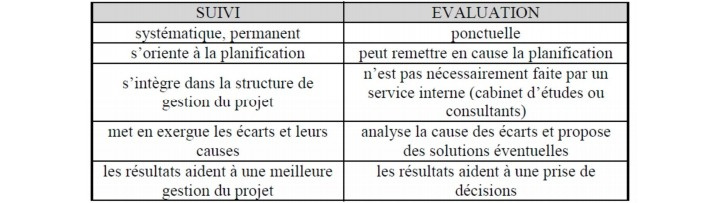 SUIVI
EVALUATION
systématique, permanent
ponctuelle
s'oriente à la planification
peut remettre en cause la planification
s'intègre dans la structure de
gestion du projet
n'est pas nécessairement faite par un
service interne (cabinet d'études ou
consultants)
met en exergue les écarts et leurs
causes
analyse la cause des écarts et propose
des solutions éventuelles
les résultats aident à une meilleure
gestion du projet
les résultats aident à une prise de
décisions